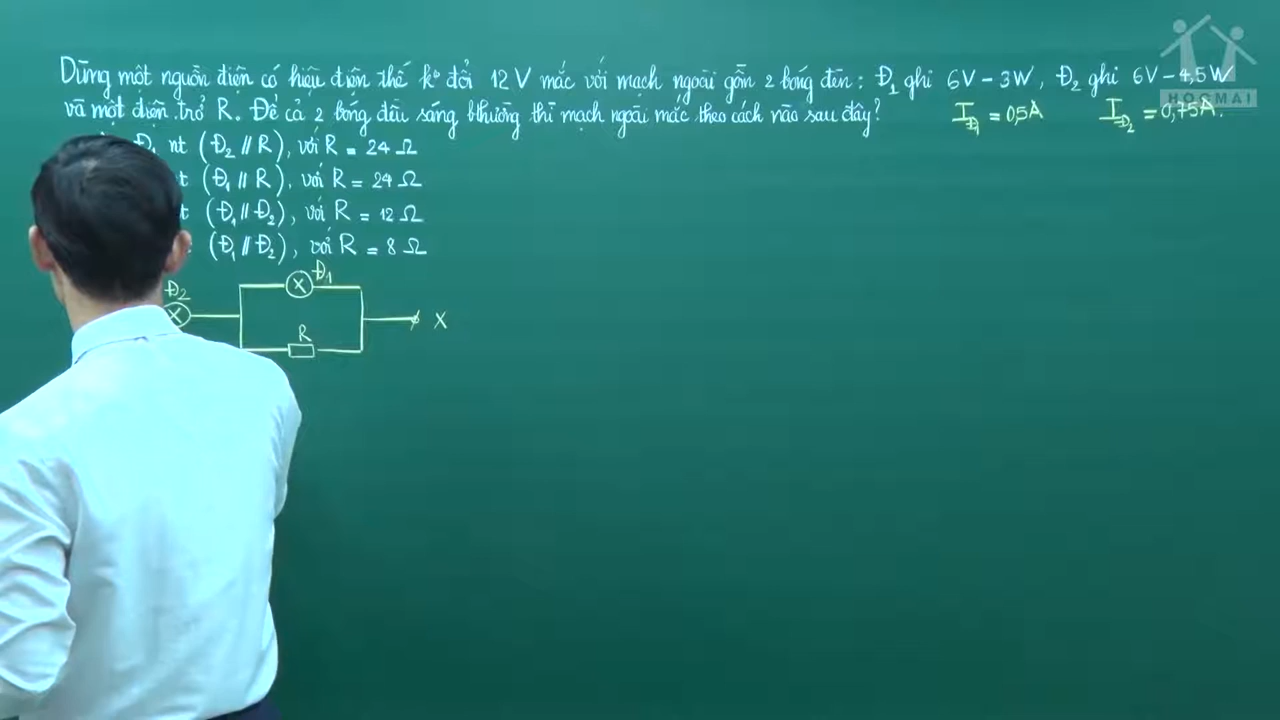 Dùng một nguồn điện có hiệu điện thế kº đổi 12 V mắc với mạch ngoài gồm 2 bóng đèn: Đ₁ ghi 6V - 3W, Đ₂ ghi 6V - 4,5W
và một điện trở R. Để cả 2 bóng đều sáng bthường thì mạch ngoài mắc theo cách nào sau đây?
I_Đ₁ = 0,5A I_Đ₂ = 0,75A.
Đ₁ nt (Đ₂ // R), với R = 24 Ω
(Đ₁ // R), với R = 24 Ω
(Đ₁ // Đ₂), với R = 12 Ω
(Đ₁ // Đ₂), với R = 8 Ω
Đ₁
Đ₂
X
R
HOCMAI